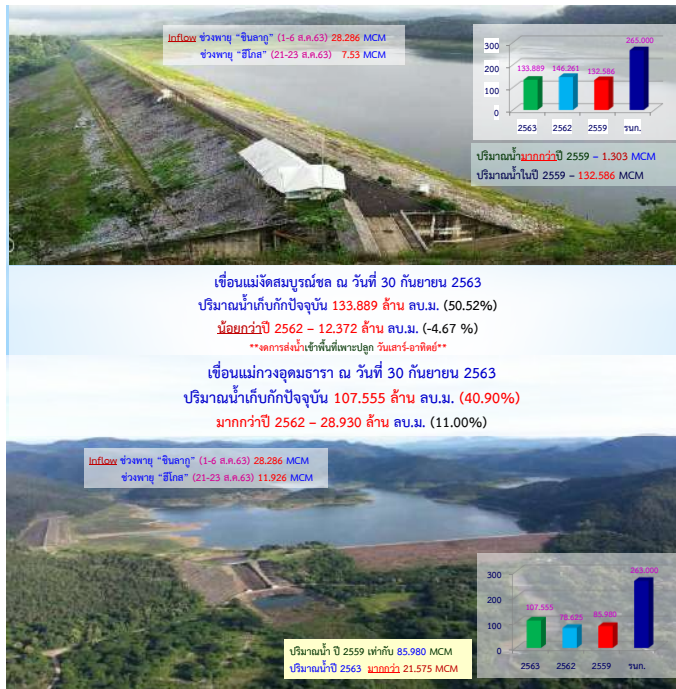 Inflow ช่วงพายุ “ซินลากู” (1-6 ส.ค.63) 28.286 MCM
ช่วงพายุ “ฮีโกส” (21-23 ส.ค.63) 7.53 MCM
265.000
300
200
100
0
133.889 146.261 132.586
2563 2562 2559 รนก.
ปริมาณน้ำมากกว่าปี 2559 – 1.303 MCM
ปริมาณน้ำในปี 2559 – 132.586 MCM
เขื่อนแม่งัดสมบูรณ์ชล ณ วันที่ 30 กันยายน 2563
ปริมาณน้ำเก็บกักปัจจุบัน 133.889 ล้าน ลบ.ม. (50.52%)
น้อยกว่าปี 2562 – 12.372 ล้าน ลบ.ม. (-4.67 %)
**งดการส่งน้ำเข้าพื้นที่เพาะปลูก วันเสาร์-อาทิตย์**
เขื่อนแม่กวงอุดมธารา ณ วันที่ 30 กันยายน 2563
ปริมาณน้ำเก็บกักปัจจุบัน 107.555 ล้าน ลบ.ม. (40.90%)
มากกว่าปี 2562 – 28.930 ล้าน ลบ.ม. (11.00%)
Inflow ช่วงพายุ “ซินลากู” (1-6 ส.ค.63) 28.286 MCM
ช่วงพายุ “ฮีโกส” (21-23 ส.ค.63) 11.926 MCM
263.000
300
200
100
0
107.555 78.625 85.980
2563 2562 2559 รนก.
ปริมาณน้ำ ปี 2559 เท่ากับ 85.980 MCM
ปริมาณน้ำปี 2563 มากกว่า 21.575 MCM